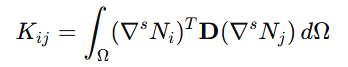 $K_{ij} = \int_{\Omega} (\nabla^s N_i)^T \mathbf{D} (\nabla^s N_j) \, d\Omega$